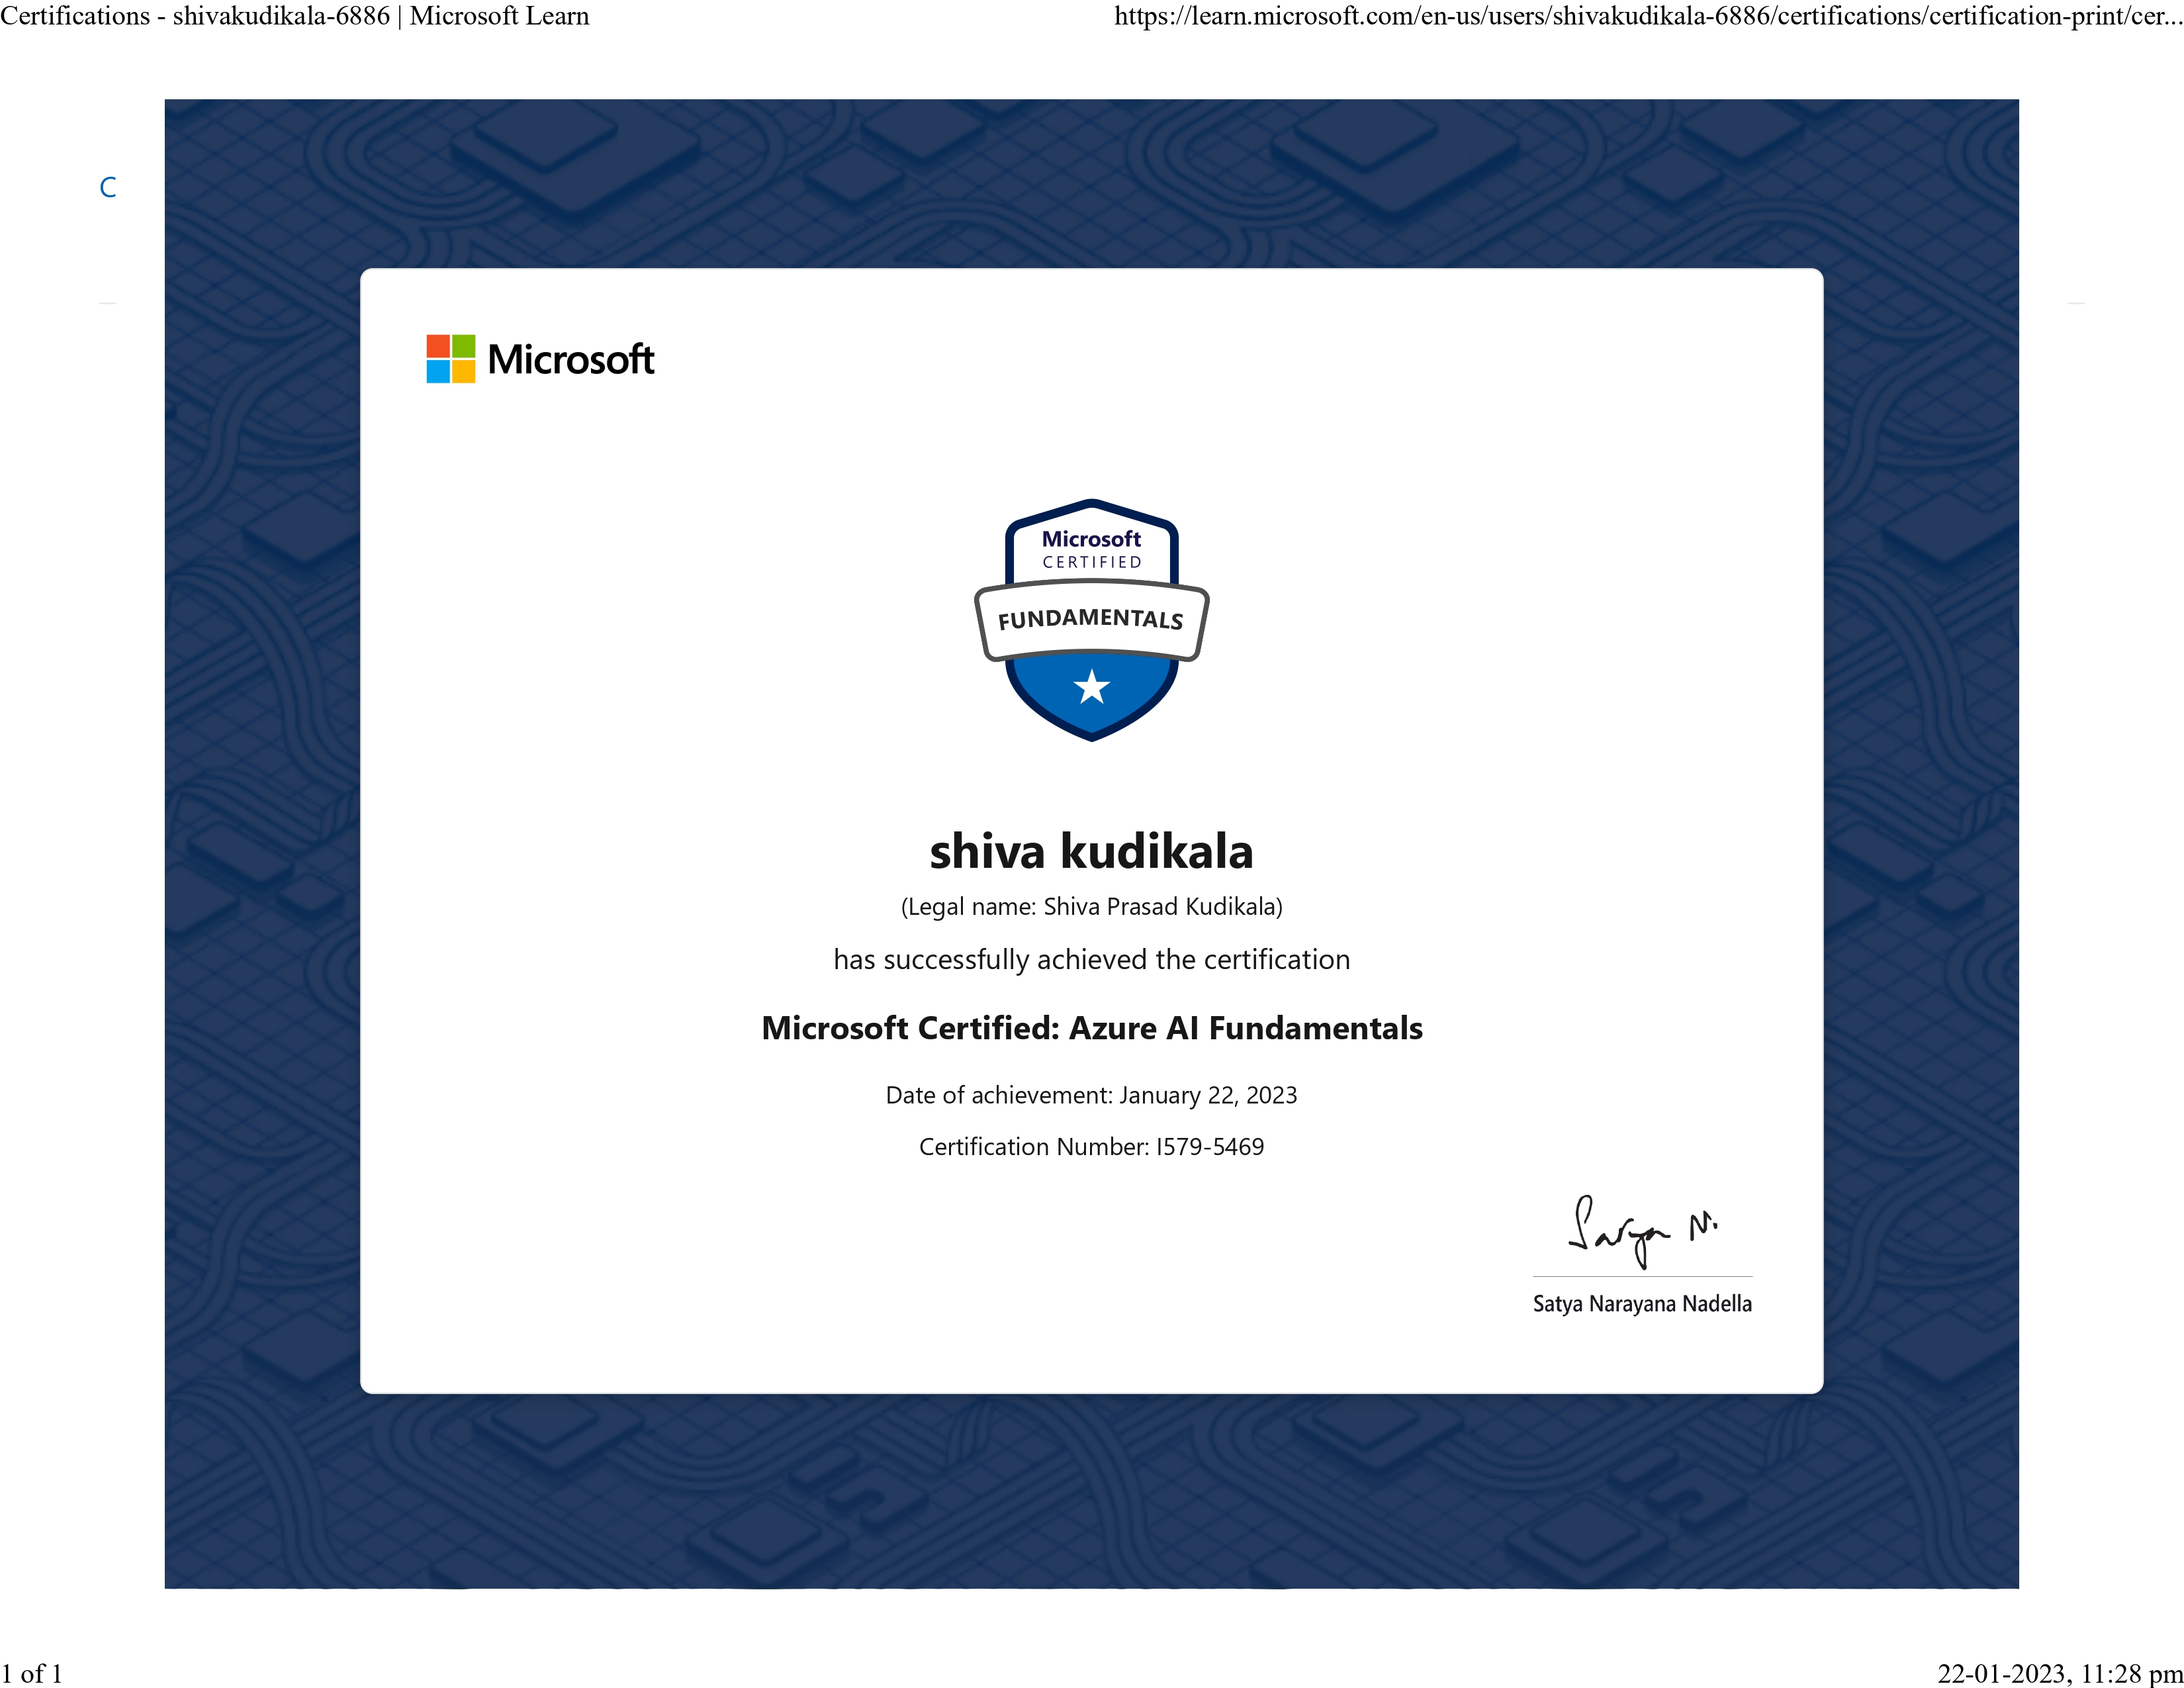 Certifications - shivakudikala-6886 | Microsoft Learn
https://learn.microsoft.com/en-us/users/shivakudikala-6886/certifications/certification-print/cer...
C
Microsoft
Microsoft
CERTIFIED
FUNDAMENTALS
shiva kudikala
(Legal name: Shiva Prasad Kudikala)
has successfully achieved the certification
Microsoft Certified: Azure AI Fundamentals
Date of achievement: January 22, 2023
Certification Number: I579-5469
Satya N.
Satya Narayana Nadella
1 of 1
22-01-2023, 11:28 pm